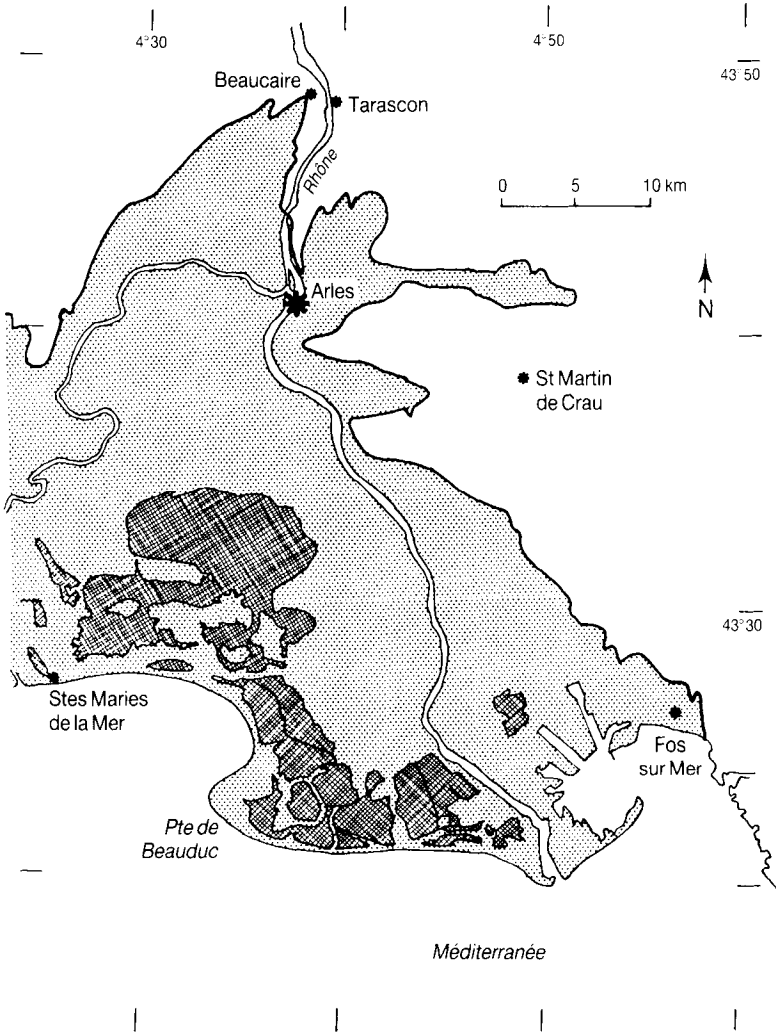 4°30
4°50
43°50
Beaucaire
Tarascon
Rhône
0 5 10 km
N
Arles
St Martin
de Crau
43°30
Stes Maries
de la Mer
Fos
sur Mer
Pte de
Beauduc
Méditerranée